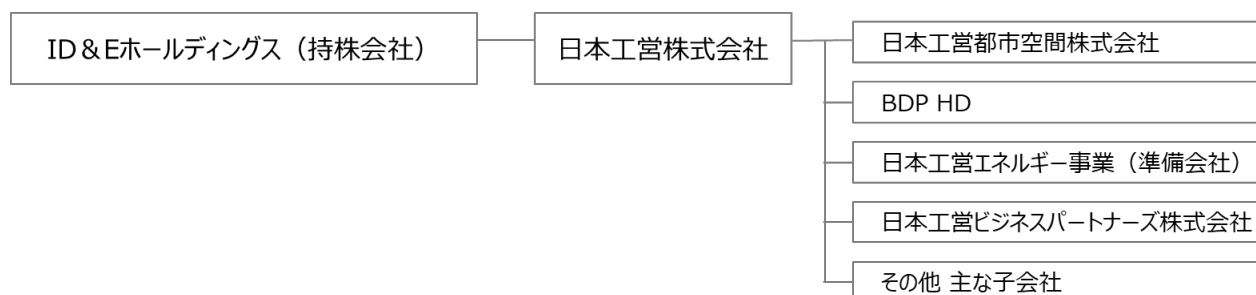 ID＆Eホールディングス（持株会社）
日本工営株式会社
日本工営都市空間株式会社
BDP HD
日本工営エネルギー事業（準備会社）
日本工営ビジネスパートナーズ株式会社
その他 主な子会社